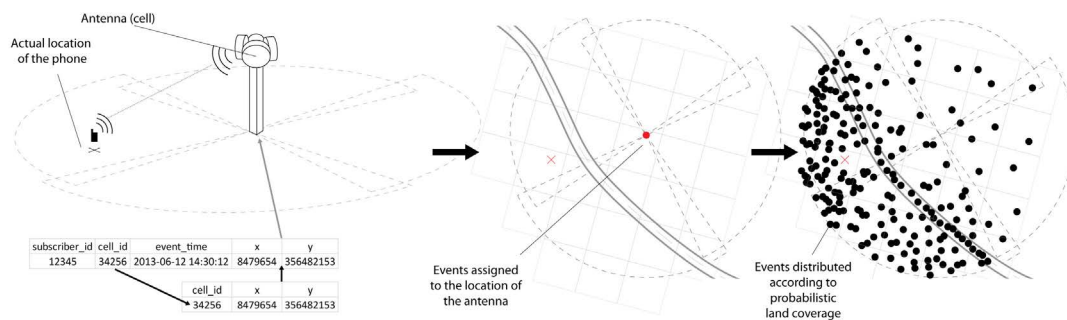 Antenna (cell)
Actual location
of the phone
subscriber_id cell_id event_time x y
12345 34256 2013-06-12 14:30:12 8479654 356482153
cell_id x y
34256 8479654 356482153
Events assigned
to the location of
the antenna
Events distributed
according to
probabilistic
land coverage